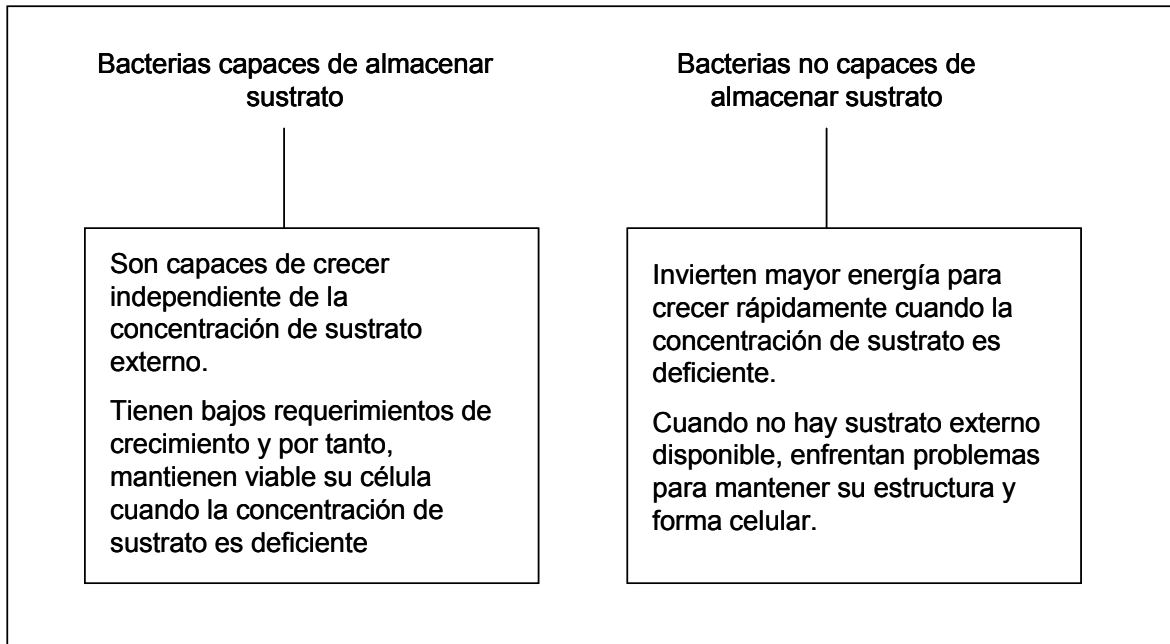 Bacterias capaces de almacenar
sustrato
Bacterias no capaces de
almacenar sustrato
Son capaces de crecer
independiente de la
concentración de sustrato
externo.
Tienen bajos requerimientos de
crecimiento y por tanto,
mantienen viable su célula
cuando la concentración de
sustrato es deficiente
Invierten mayor energía para
crecer rápidamente cuando la
concentración de sustrato es
deficiente.
Cuando no hay sustrato externo
disponible, enfrentan problemas
para mantener su estructura y
forma celular.